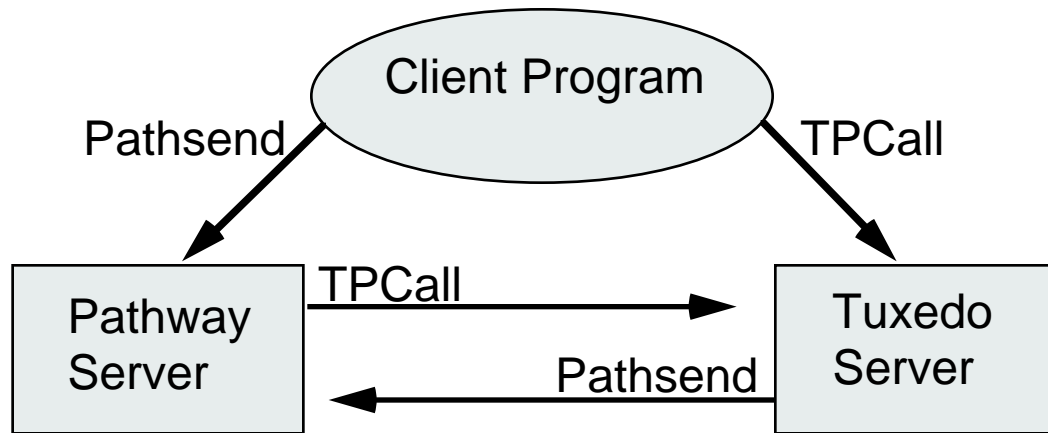 Client Program
Pathsend
TPCall
TPCall
Pathway
Server
Tuxedo
Server
Pathsend